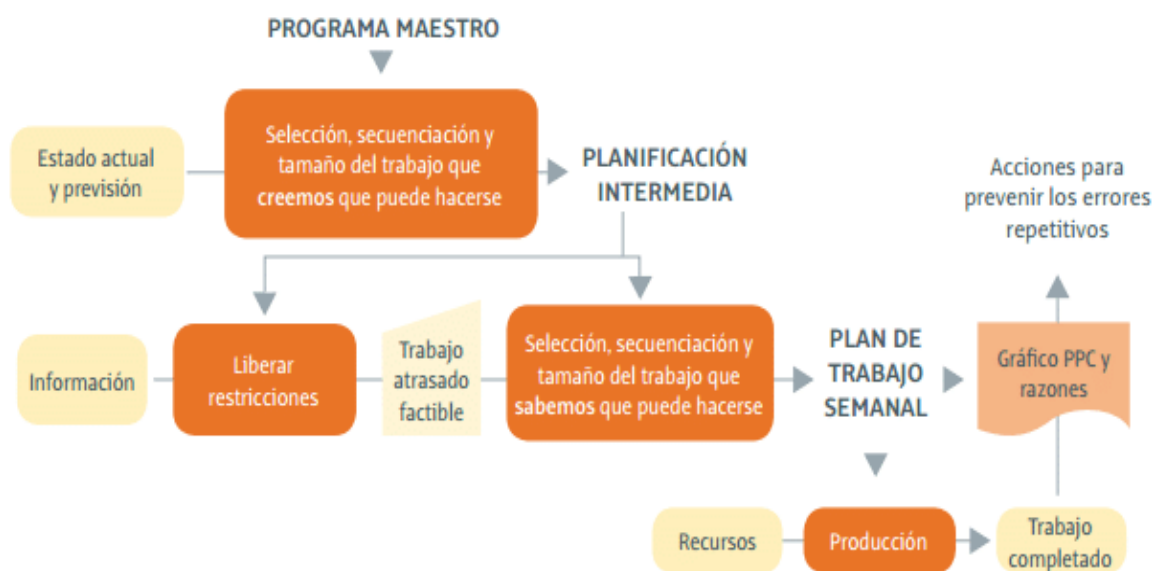 PROGRAMA MAESTRO
Estado actual
y previsión
Selección, secuenciación y
tamaño del trabajo que
creemos que puede hacerse
PLANIFICACIÓN
INTERMEDIA
Acciones para
prevenir los errores
repetitivos
Información
Liberar
restricciones
Trabajo
atrasado
factible
Selección, secuenciación y
tamaño del trabajo que
sabemos que puede hacerse
PLAN DE
TRABAJO
SEMANAL
Gráfico PPC y
razones
Recursos
Producción
Trabajo
completado